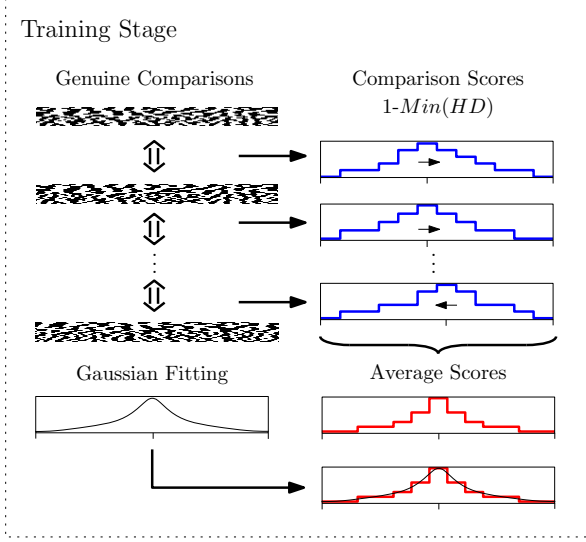 Training Stage
Genuine Comparisons
Comparison Scores
1-Min(HD)
Gaussian Fitting
Average Scores